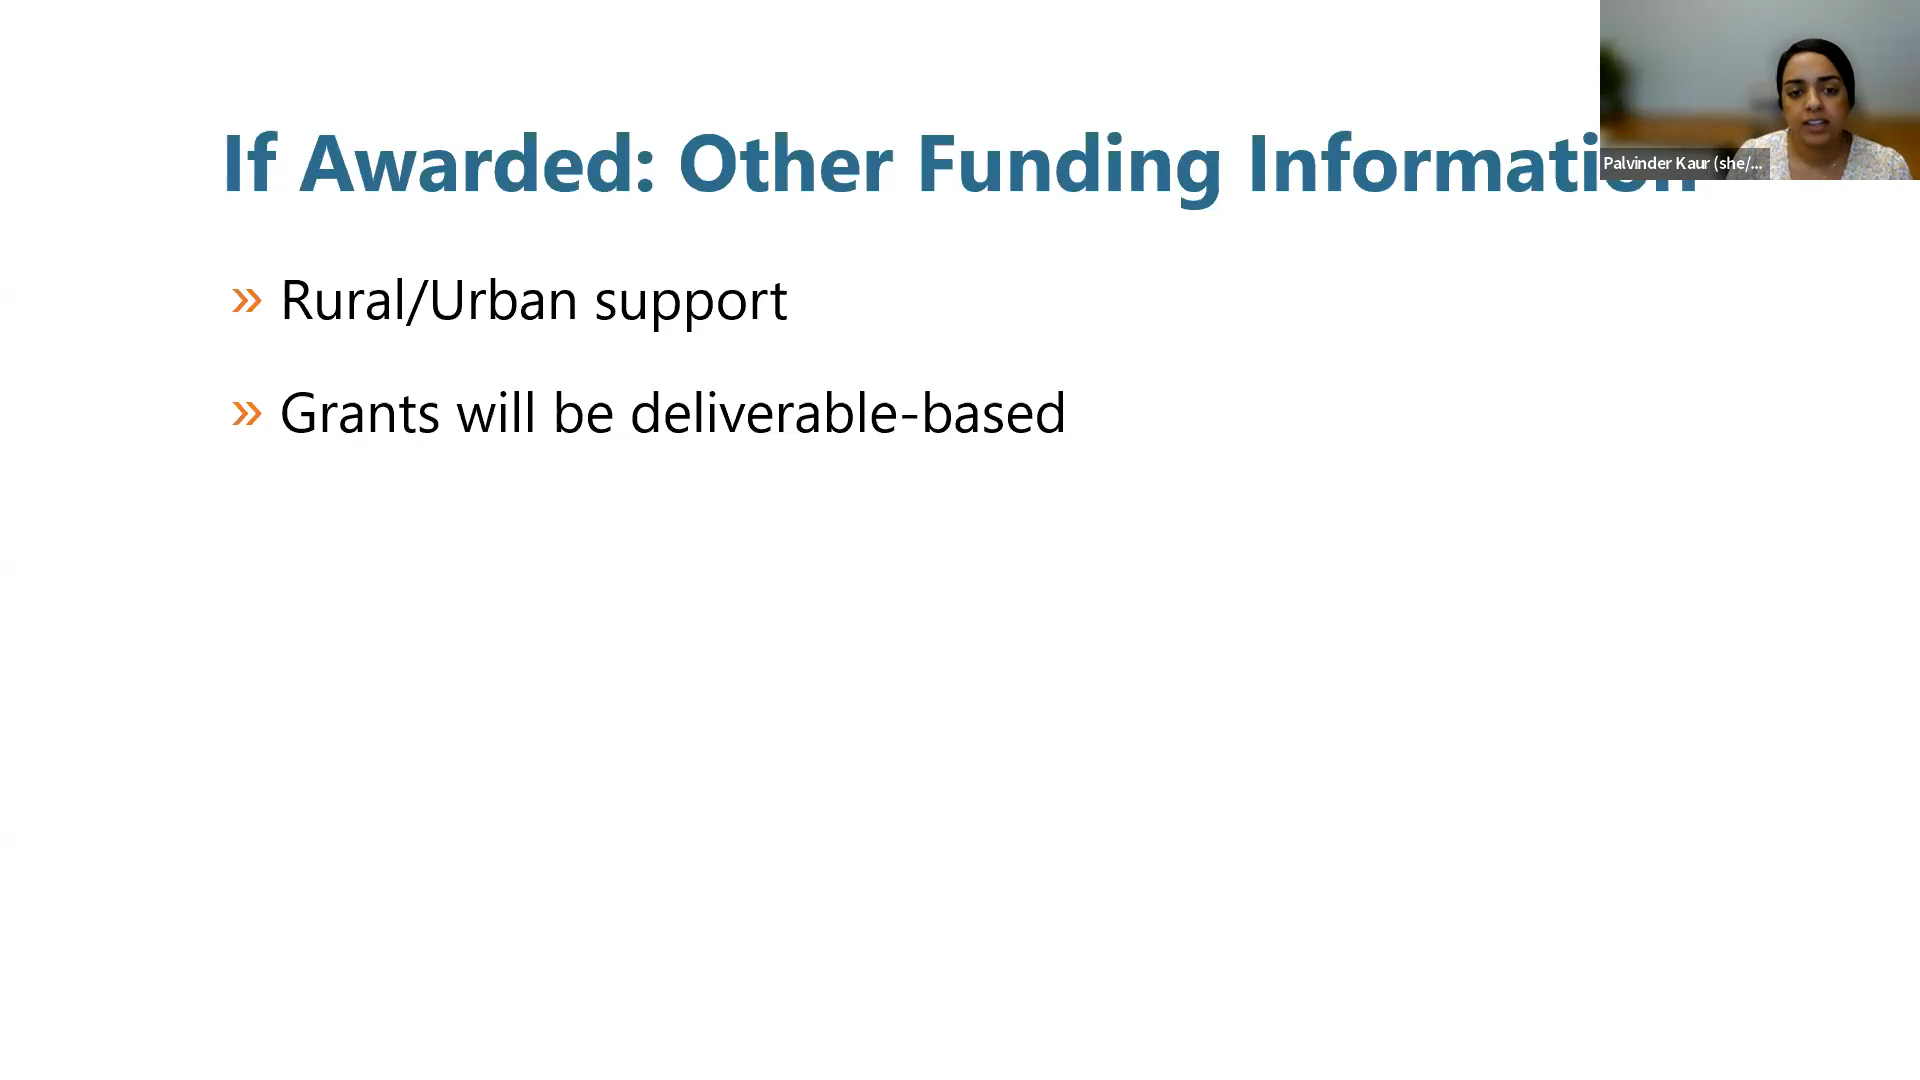 If Awarded: Other Funding Information
Palvinder Kaur (she/...
» Rural/Urban support
» Grants will be deliverable-based